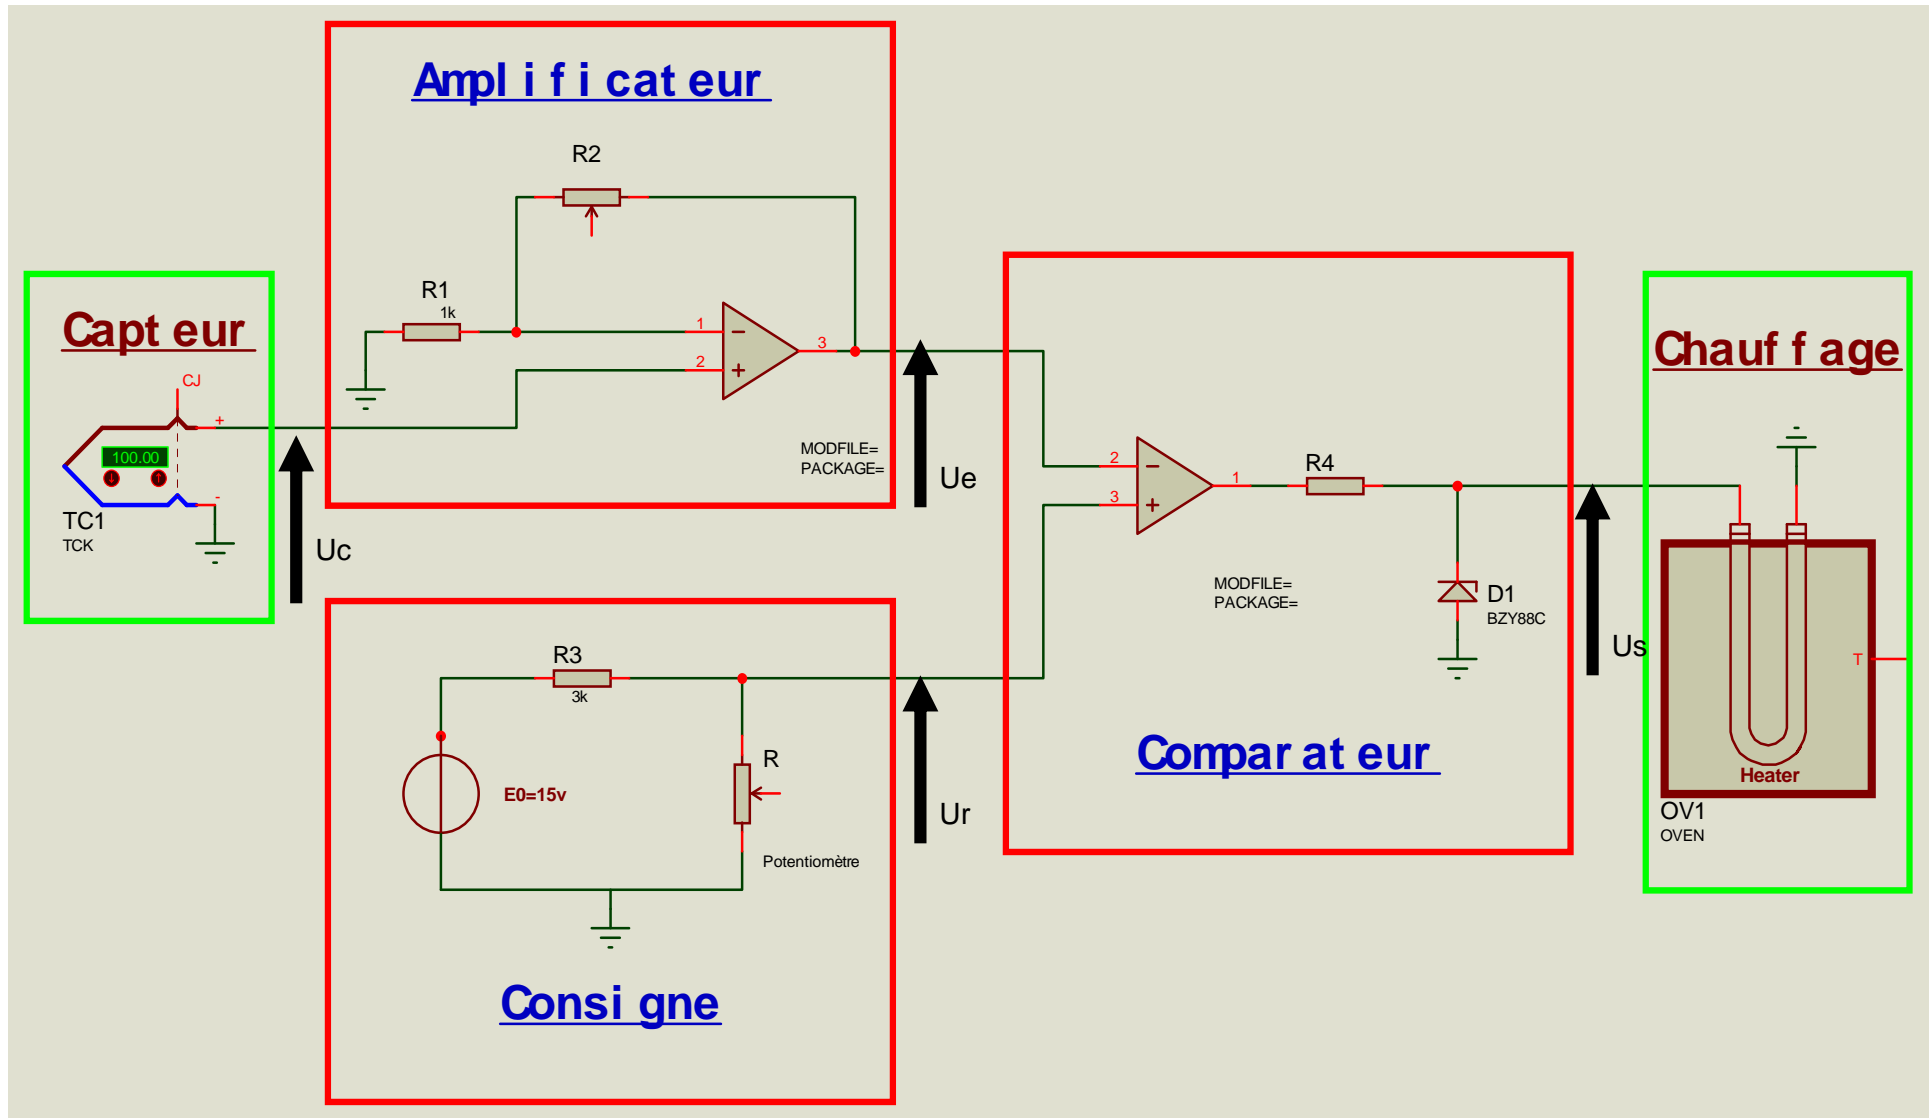 Amplificateur
R2
R1
1k
1
2
3
MODFILE=
PACKAGE=
Capteur
CJ
+
100.00
-
TC1
TCK
Uc
Ue
R3
3k
E0=15v
R
Potentiomètre
Ur
Consigne
2
3
1
R4
MODFILE=
PACKAGE=
D1
BZY88C
Comparateur
Us
Chauffage
T
Heater
OV1
OVEN